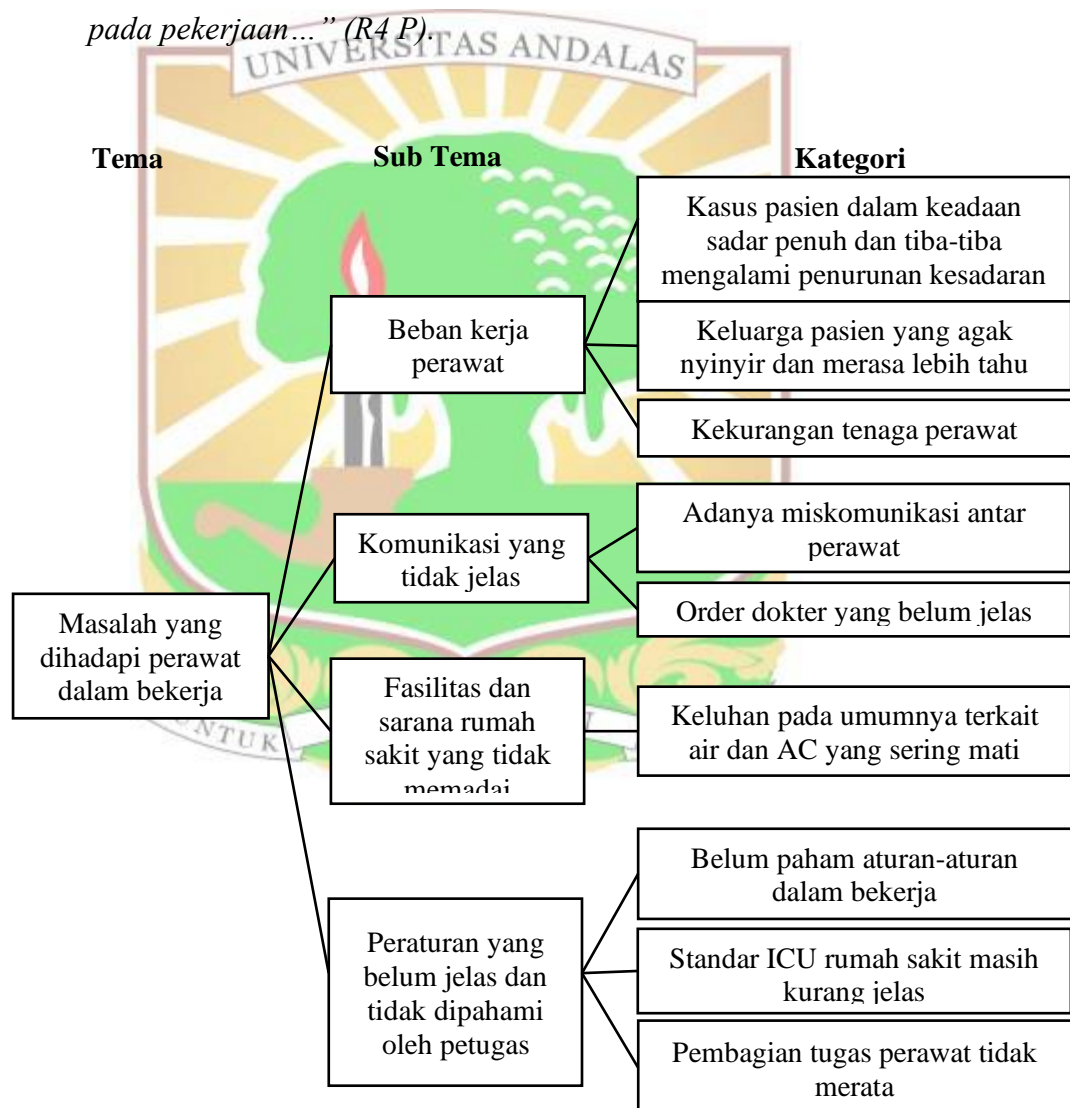 pada pekerjaan…” (R4 P).
UNIVERSITAS ANDALAS
Tema
Sub Tema
Kategori
Masalah yang
dihadapi perawat
dalam bekerja
Beban kerja
perawat
Kasus pasien dalam keadaan
sadar penuh dan tiba-tiba
mengalami penurunan kesadaran
Keluarga pasien yang agak
nyinyir dan merasa lebih tahu
Kekurangan tenaga perawat
Komunikasi yang
tidak jelas
Adanya miskomunikasi antar
perawat
Order dokter yang belum jelas
Fasilitas dan
sarana rumah
sakit yang tidak
memadai
Keluhan pada umumnya terkait
air dan AC yang sering mati
Peraturan yang
belum jelas dan
tidak dipahami
oleh petugas
Belum paham aturan-aturan
dalam bekerja
Standar ICU rumah sakit masih
kurang jelas
Pembagian tugas perawat tidak
merata
UNTUK